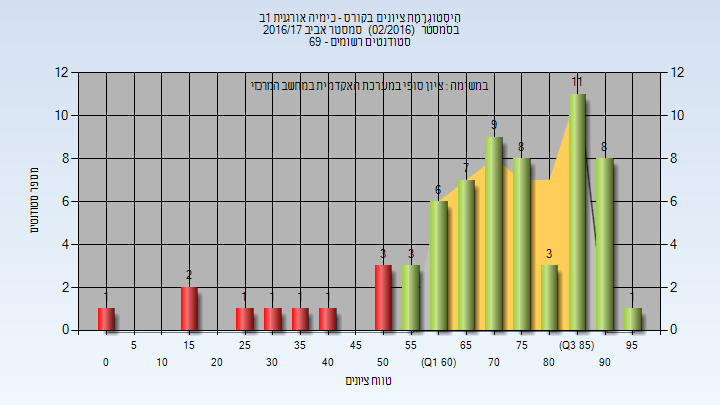 היסטוגרמת ציונים בקורס - כימיה אורגנית 1ב
בסמסטר (02/2016) סמסטר אביב 2016/17
סטודנטים רשומים - 69
במשימה : ציון סופי במערכת האקדמית במחשב המרכזי
מספר סטודנטים
12 10 8 6 4 2 0
12 10 8 6 4 2 0
1 2 1 1 1 1 3 3 6 7 9 8 3 11 8 1
5 15 25 35 45 55 65 75 (Q3 85) 95
0 10 20 30 40 50 (Q1 60) 70 80 90
טווח ציונים